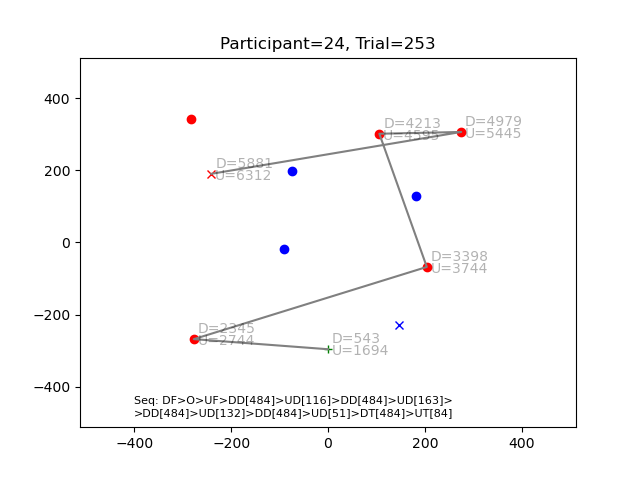 Participant=24, Trial=253
400
200
0
−200
−400
−400
−200
0
200
400
D=4213
U=4595
D=4979
U=5445
D=5881
U=6312
D=3398
U=3744
D=2345
U=2744
D=543
U=1694
Seq: DF>O>UF>DD[484]>UD[116]>DD[484]>UD[163]>
>DD[484]>UD[132]>DD[484]>UD[51]>DT[484]>UT[84]